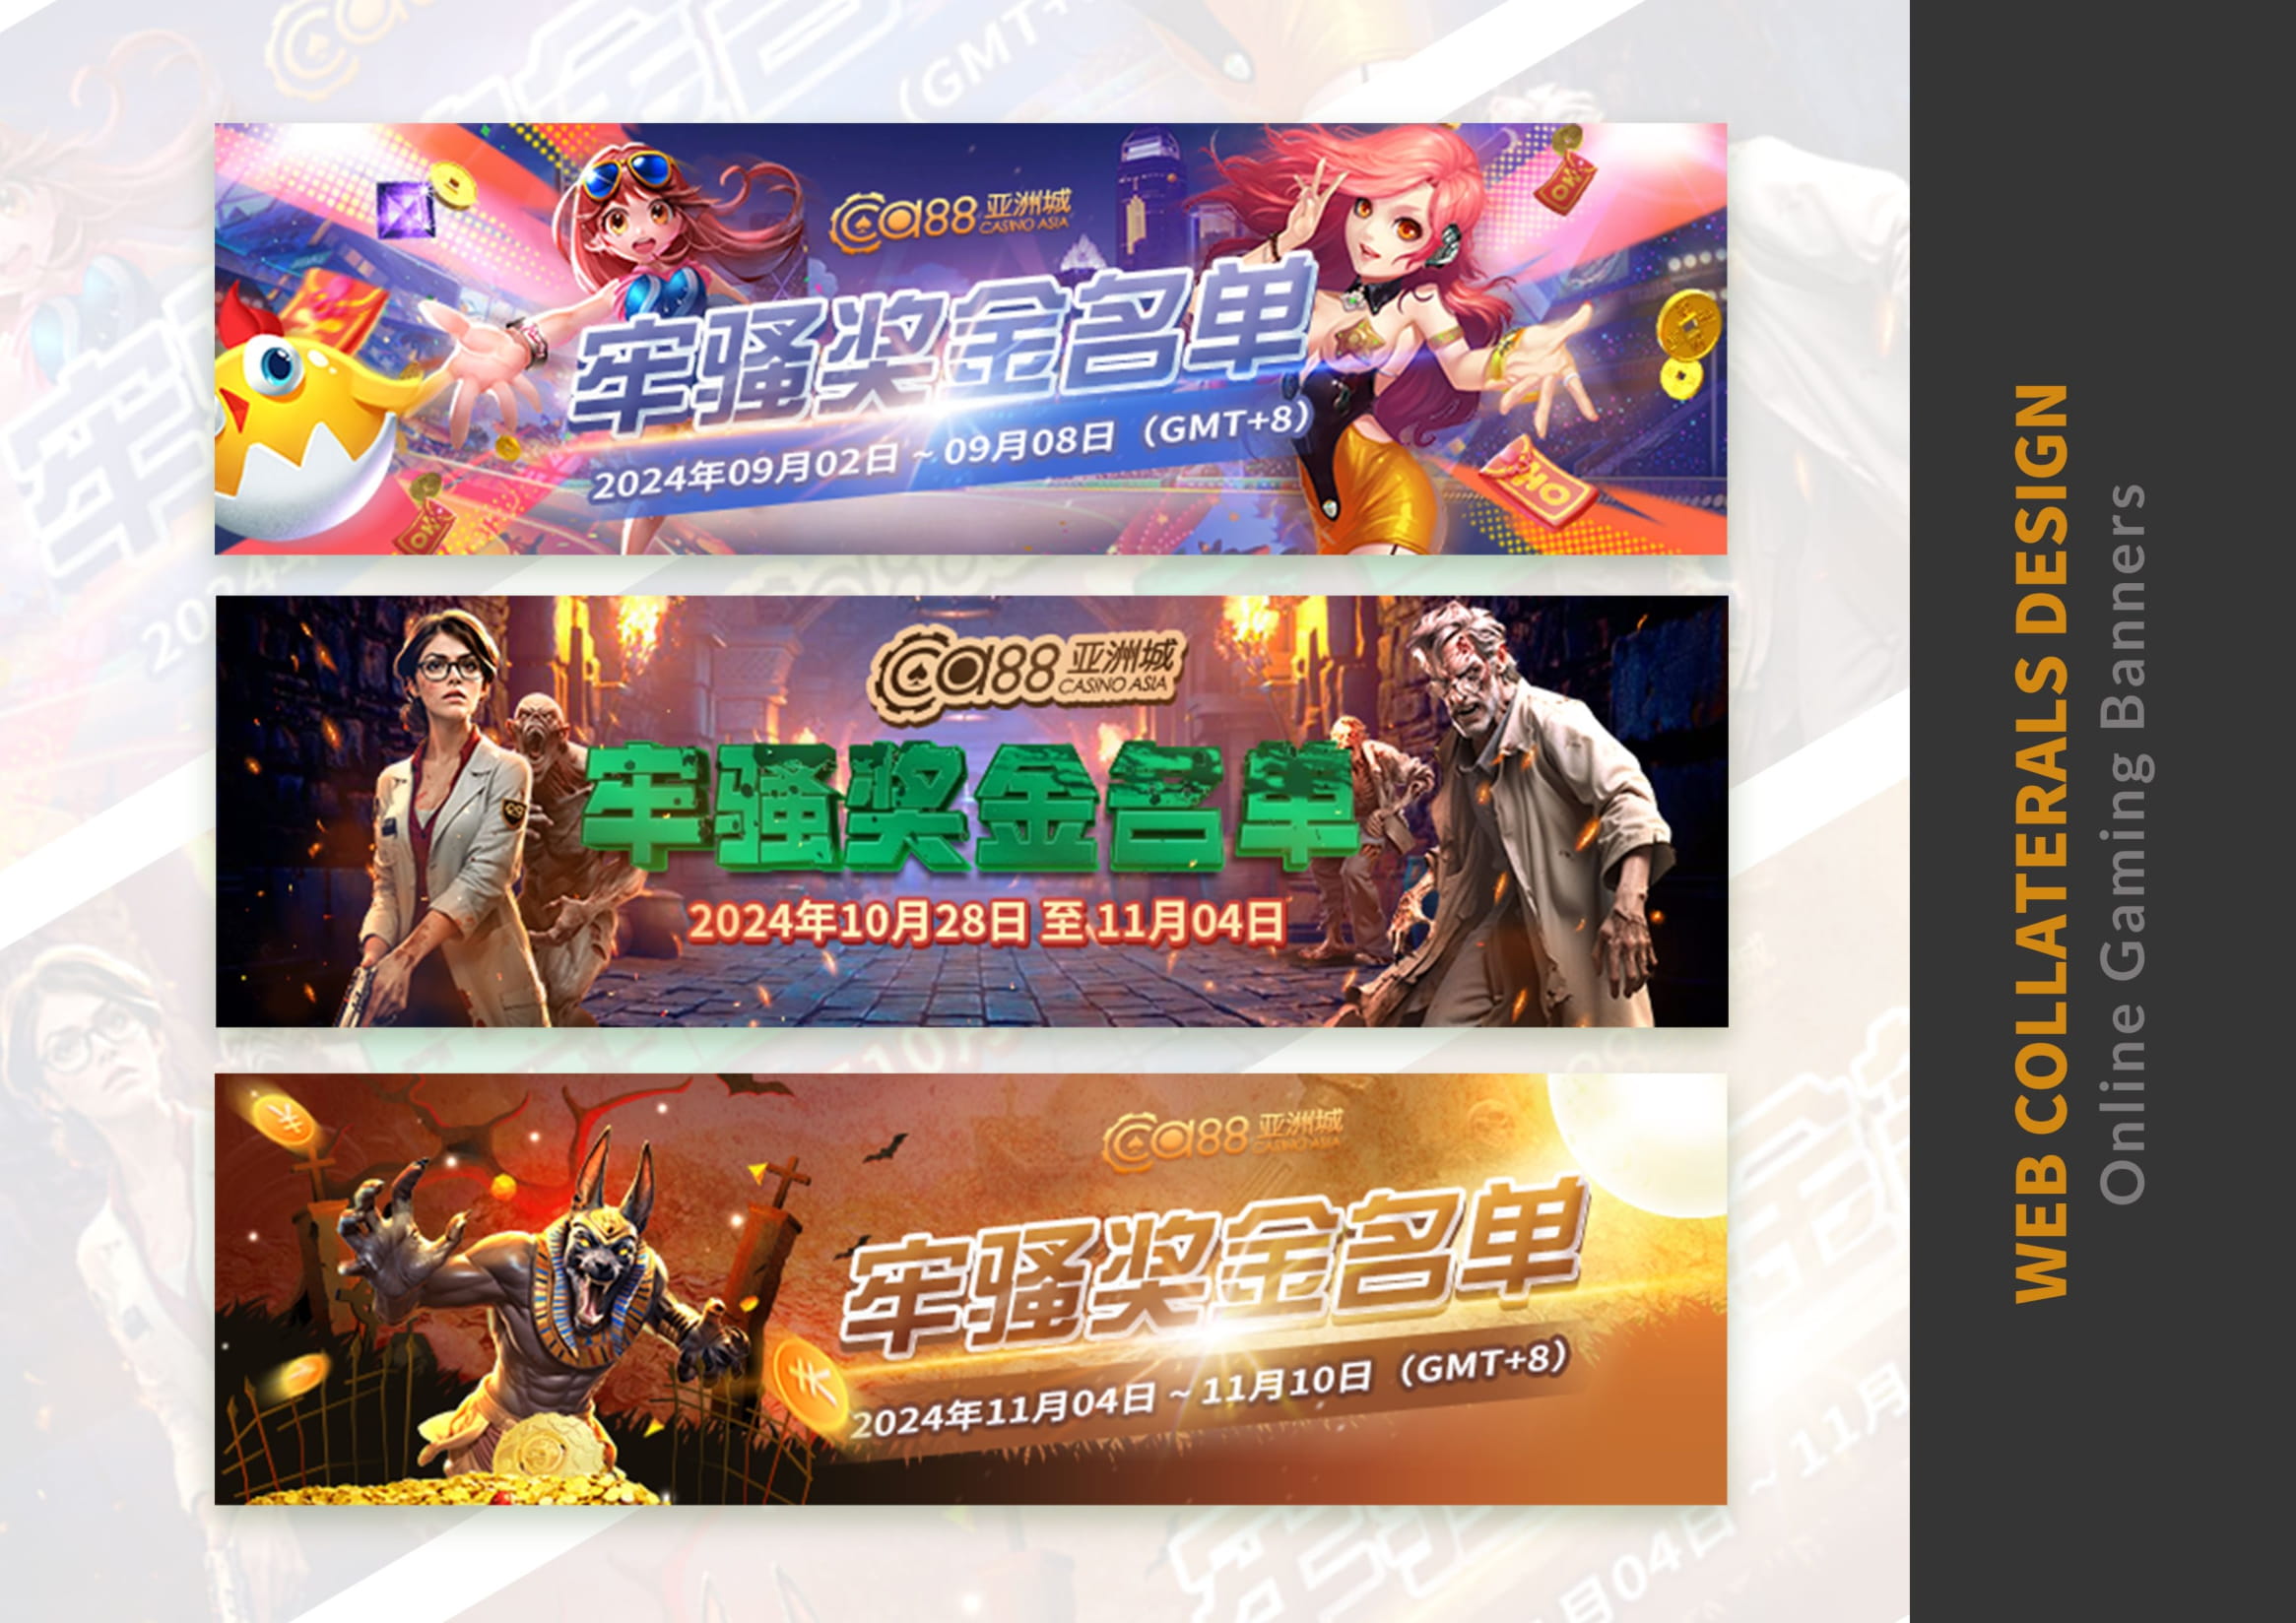 ca88 亚洲城
CASINO ASIA
牢骚奖金名单
2024年09月02日 ~ 09月08日 (GMT+8)
ca88 亚洲城
CASINO ASIA
牢骚奖金名单
2024年10月28日 至 11月04日
ca88 亚洲城
CASINO ASIA
牢骚奖金名单
2024年11月04日 ~ 11月10日 (GMT+8)
WEB COLLATERALS DESIGN
Online Gaming Banners